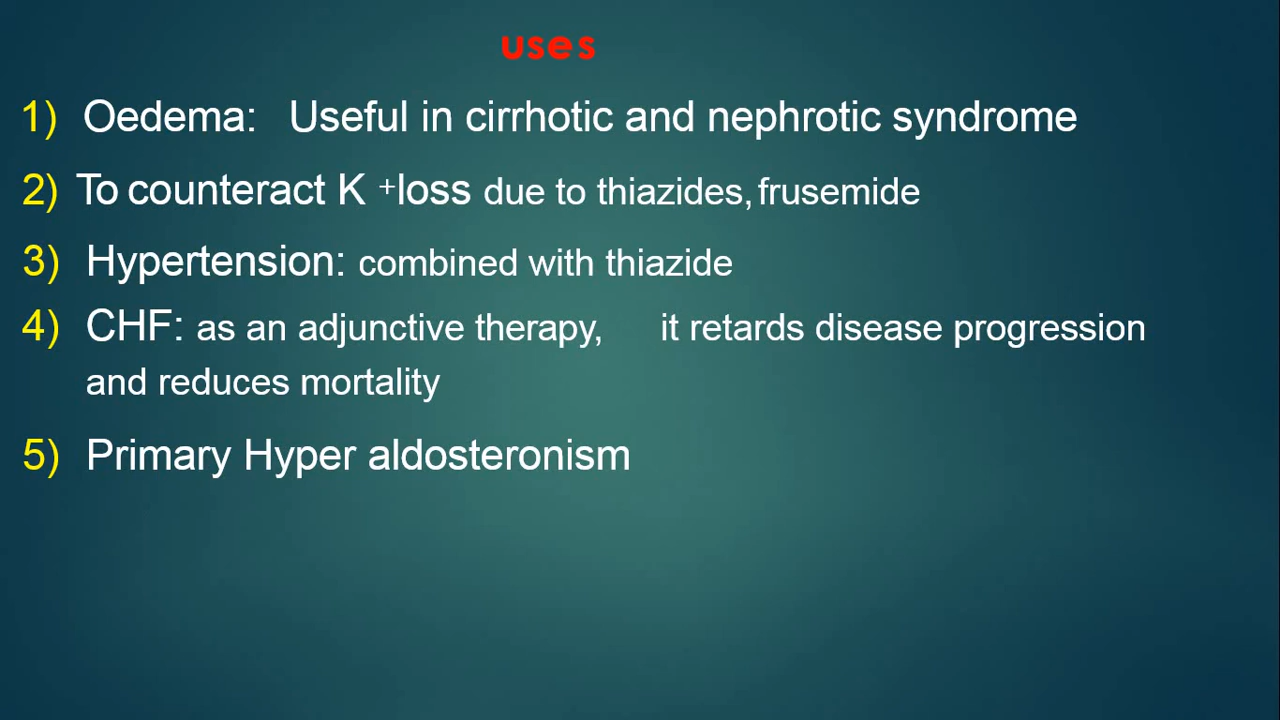 uses
1) Oedema: Useful in cirrhotic and nephrotic syndrome
2) To counteract K +loss due to thiazides, frusemide
3) Hypertension: combined with thiazide
4) CHF: as an adjunctive therapy, it retards disease progression
and reduces mortality
5) Primary Hyper aldosteronism